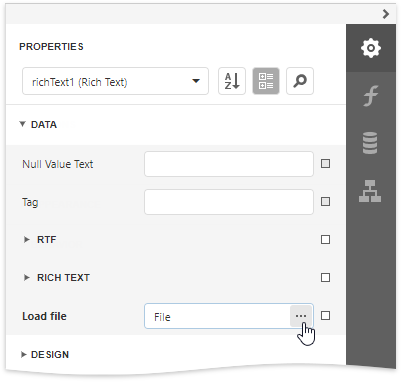 PROPERTIES
richText1 (Rich Text)
DATA
Null Value Text
Tag
RTF
RICH TEXT
Load file
File
...
DESIGN